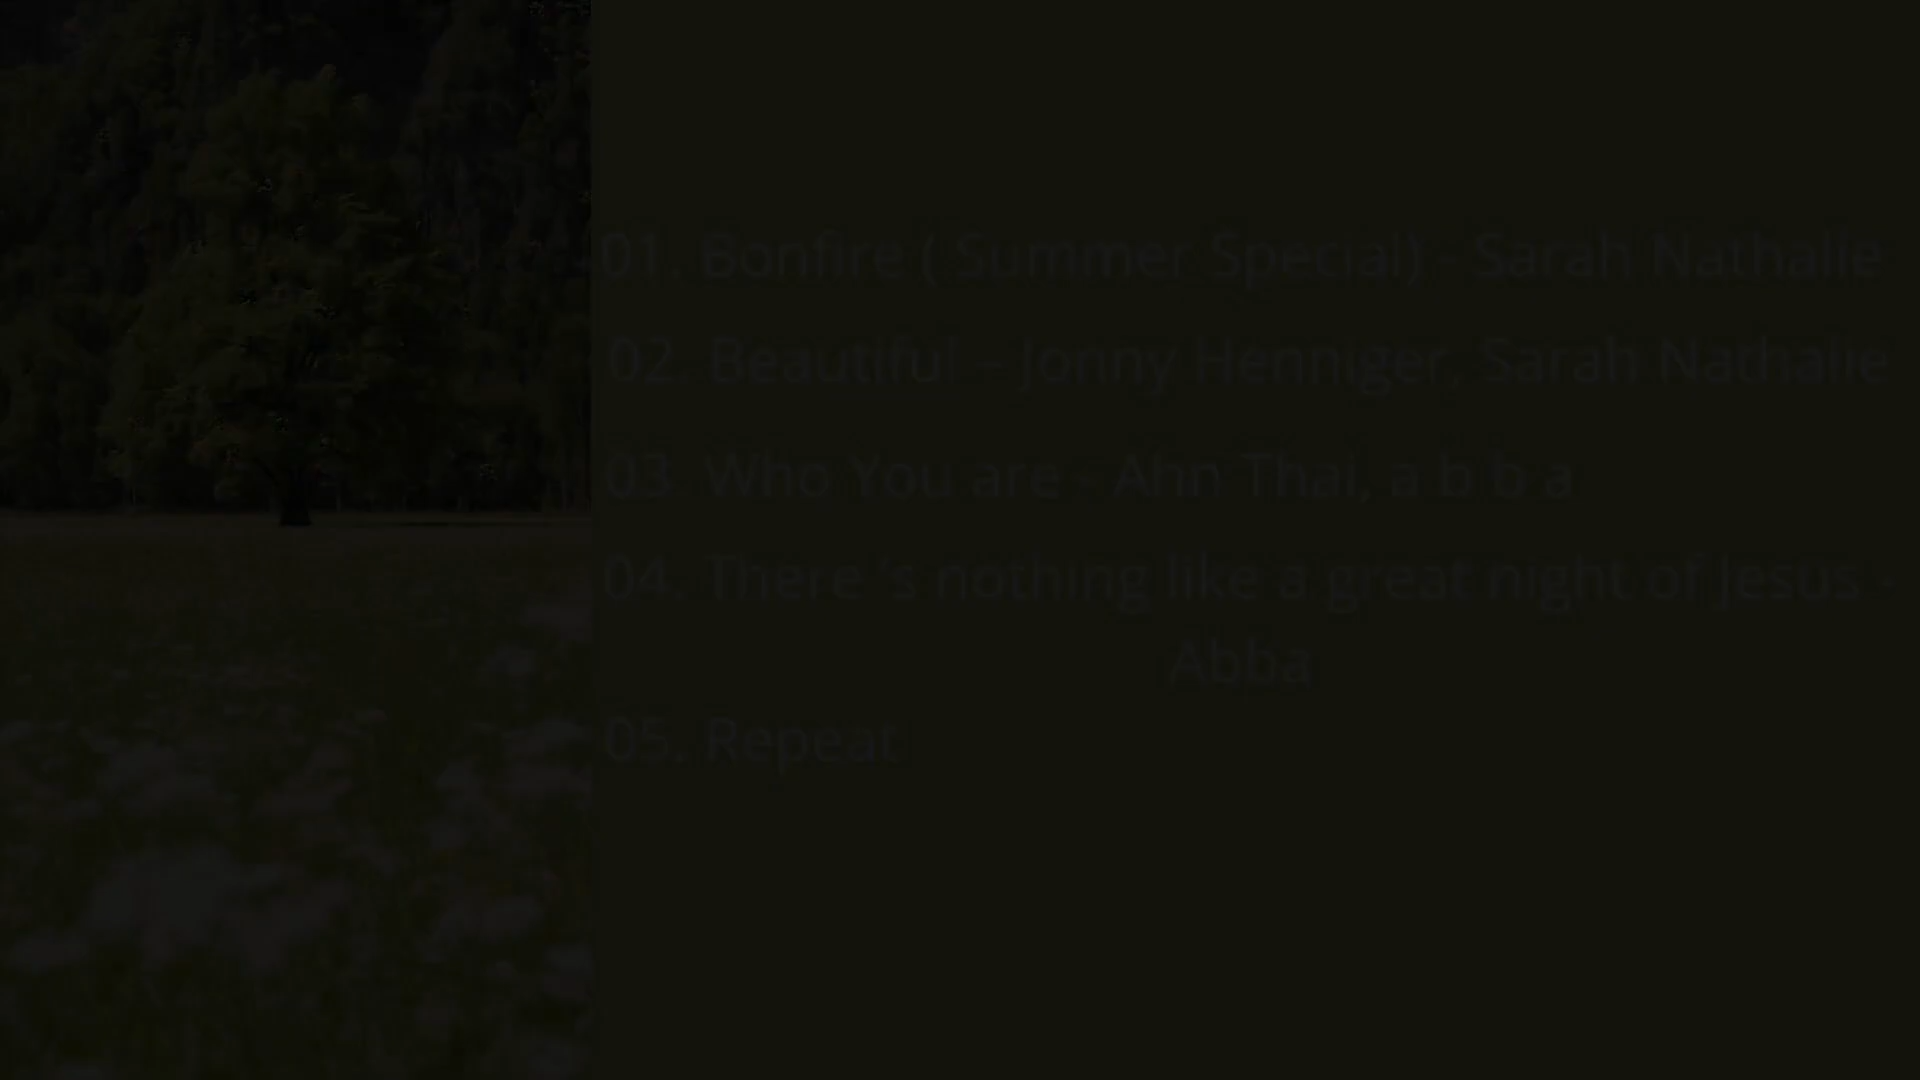 01. Bonfire ( Summer Special) - Sarah Nathalie
02. Beautiful - Jonny Henniger, Sarah Nathalie
03. Who You are - Ahn Thai, a b b a
04. There's nothing like a great night of Jesus -
Abba
05. Repeat